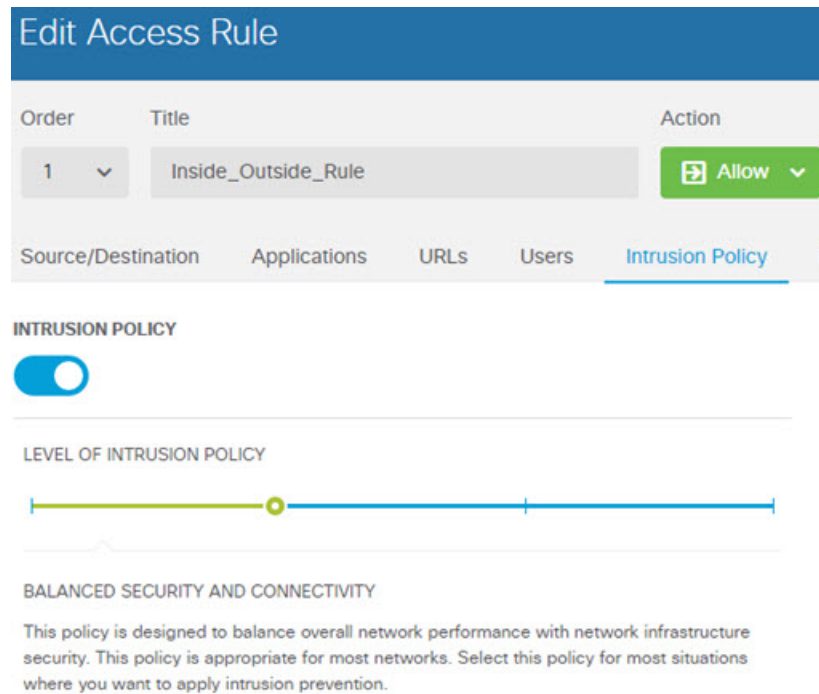 Edit Access Rule
Order Title Action
1 Inside_Outside_Rule Allow
Source/Destination Applications URLs Users Intrusion Policy
INTRUSION POLICY
LEVEL OF INTRUSION POLICY
BALANCED SECURITY AND CONNECTIVITY
This policy is designed to balance overall network performance with network infrastructure
security. This policy is appropriate for most networks. Select this policy for most situations
where you want to apply intrusion prevention.